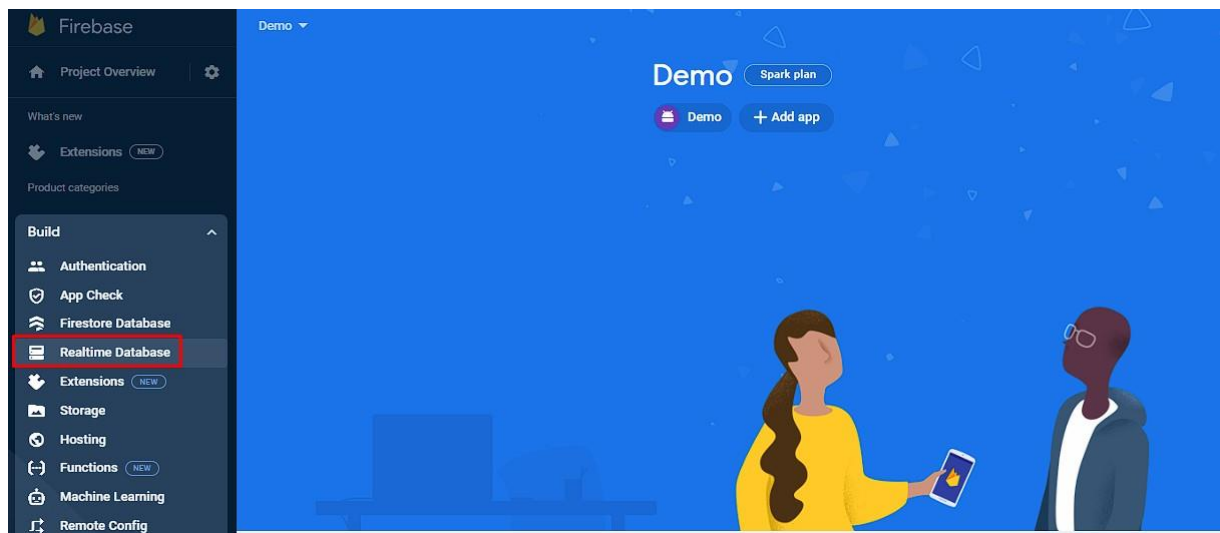 Firebase
Demo
Project Overview
Demo Spark plan
What's new
Demo + Add app
Extensions NEW
Product categories
Build
Authentication
App Check
Firestore Database
Realtime Database
Extensions NEW
Storage
Hosting
Functions NEW
Machine Learning
Remote Config